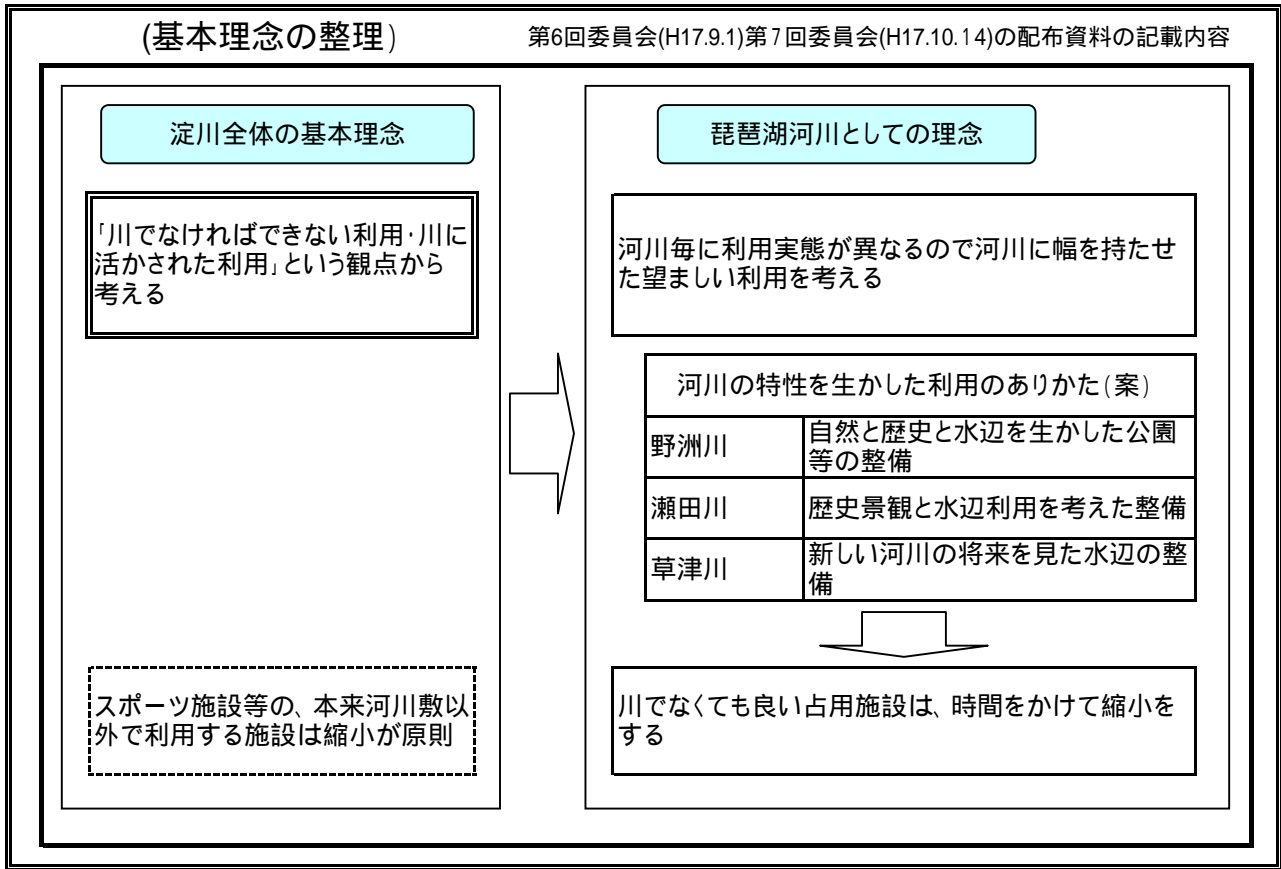 (基本理念の整理)
第6回委員会(H17.9.1)第7回委員会(H17.10.14)の配布資料の記載内容
淀川全体の基本理念
「川でなければできない利用・川に
活かされた利用」という観点から
考える
スポーツ施設等の、本来河川敷以
外で利用する施設は縮小が原則
琵琶湖河川としての理念
河川毎に利用実態が異なるので河川に幅を持たせ
た望ましい利用を考える
河川の特性を生かした利用のありかた(案)
野洲川
自然と歴史と水辺を生かした公園
等の整備
瀬田川
歴史景観と水辺利用を考えた整備
草津川
新しい河川の将来を見た水辺の整
備
川でなくても良い占用施設は、時間をかけて縮小を
する